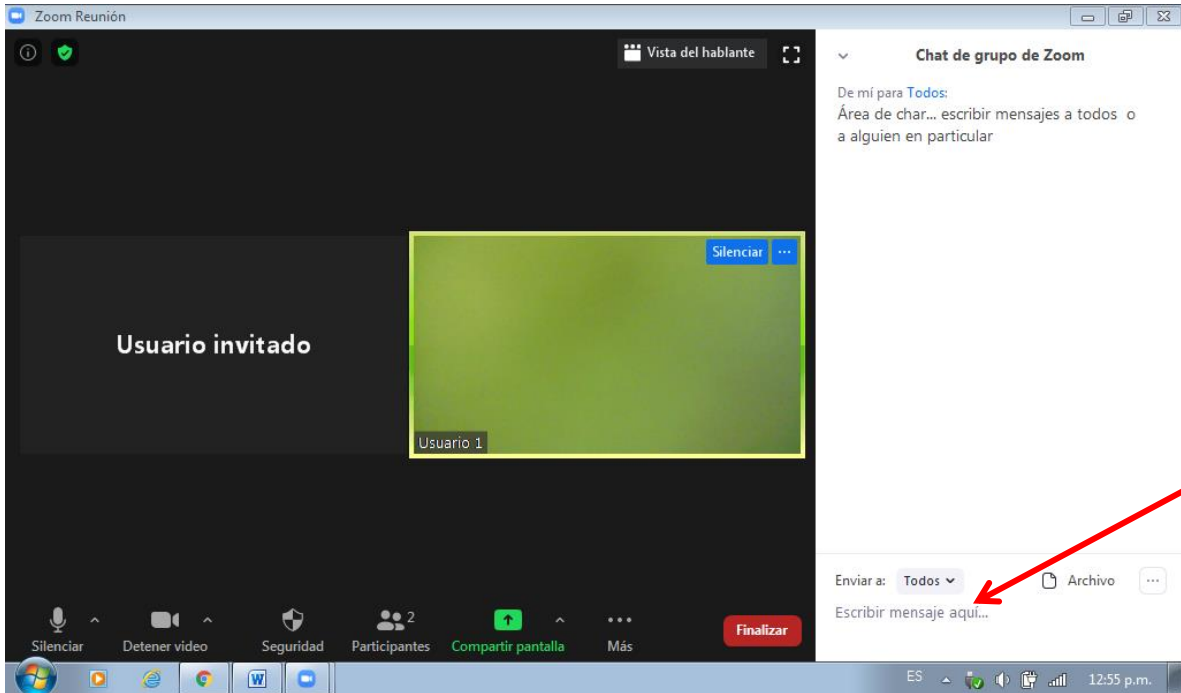 Zoom Reunión
Vista del hablante
Chat de grupo de Zoom
De mí para Todos:
Área de char... escribir mensajes a todos o
a alguien en particular
Silenciar ...
Usuario invitado
Usuario 1
Enviar a: Todos Archivo ...
Escribir mensaje aquí...
2
Silenciar Detener video Seguridad Participantes Compartir pantalla Más Finalizar
W
ES 12:55 p.m.